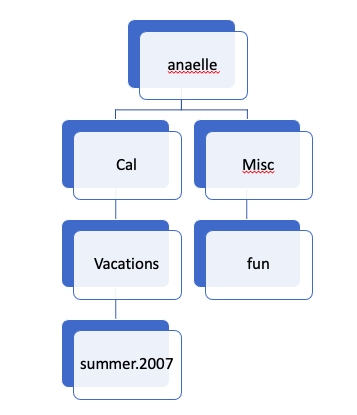 anaelle
Cal
Misc
Vacations
fun
summer.2007